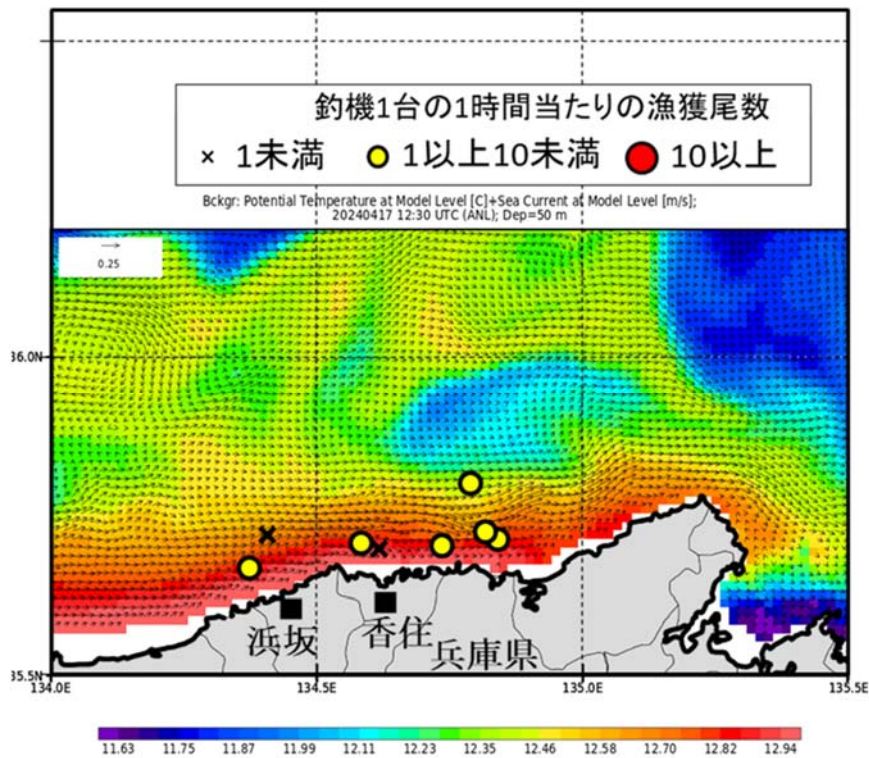 釣機1台の1時間当たりの漁獲尾数
× 1未満 1以上10未満 10以上
Bckgr: Potential Temperature at Model Level [C]+Sea Current at Model Level [m/s];
20240417 12:30 UTC (ANL); Dep=50 m
0.25
36.0N
浜坂
香住
兵庫県
35.5N
134.0E 134.5E 135.0E 135.5E
11.63 11.75 11.87 11.99 12.11 12.23 12.35 12.46 12.58 12.70 12.82 12.94